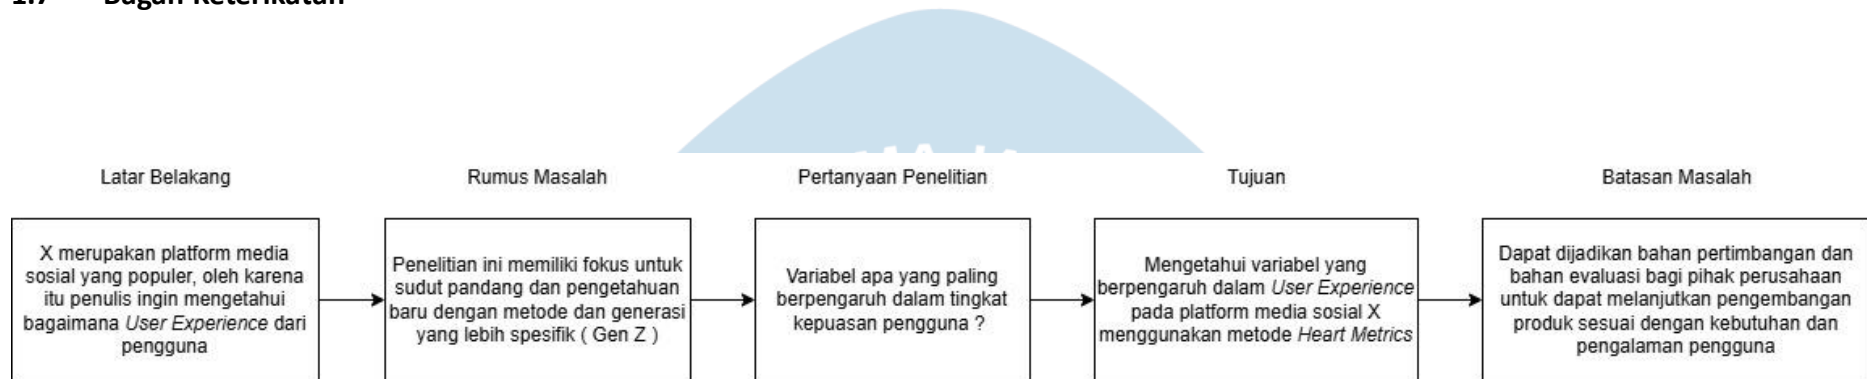 1.7 Bagan Keterikatan
Latar Belakang
Rumus Masalah
Pertanyaan Penelitian
Tujuan
Batasan Masalah
X merupakan platform media
sosial yang populer, oleh karena
itu penulis ingin mengetahui
bagaimana User Experience dari
pengguna
Penelitian ini memiliki fokus untuk
sudut pandang dan pengetahuan
baru dengan metode dan generasi
yang lebih spesifik ( Gen Z )
Variabel apa yang paling
berpengaruh dalam tingkat
kepuasan pengguna ?
Mengetahui variabel yang
berpengaruh dalam User Experience
pada platform media sosial X
menggunakan metode Heart Metrics
Dapat dijadikan bahan pertimbangan dan
bahan evaluasi bagi pihak perusahaan
untuk dapat melanjutkan pengembangan
produk sesuai dengan kebutuhan dan
pengalaman pengguna